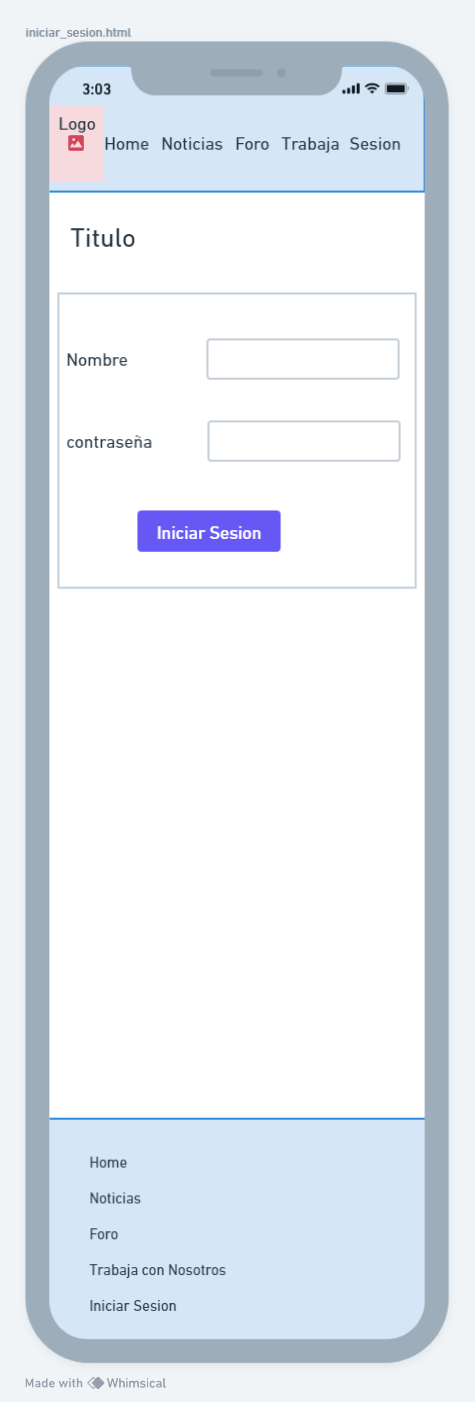 iniciar_sesion.html
3:03
Logo
Home Noticias Foro Trabaja Sesion
Titulo
Nombre
contraseña
Iniciar Sesion
Home
Noticias
Foro
Trabaja con Nosotros
Iniciar Sesion
Made with Whimsical